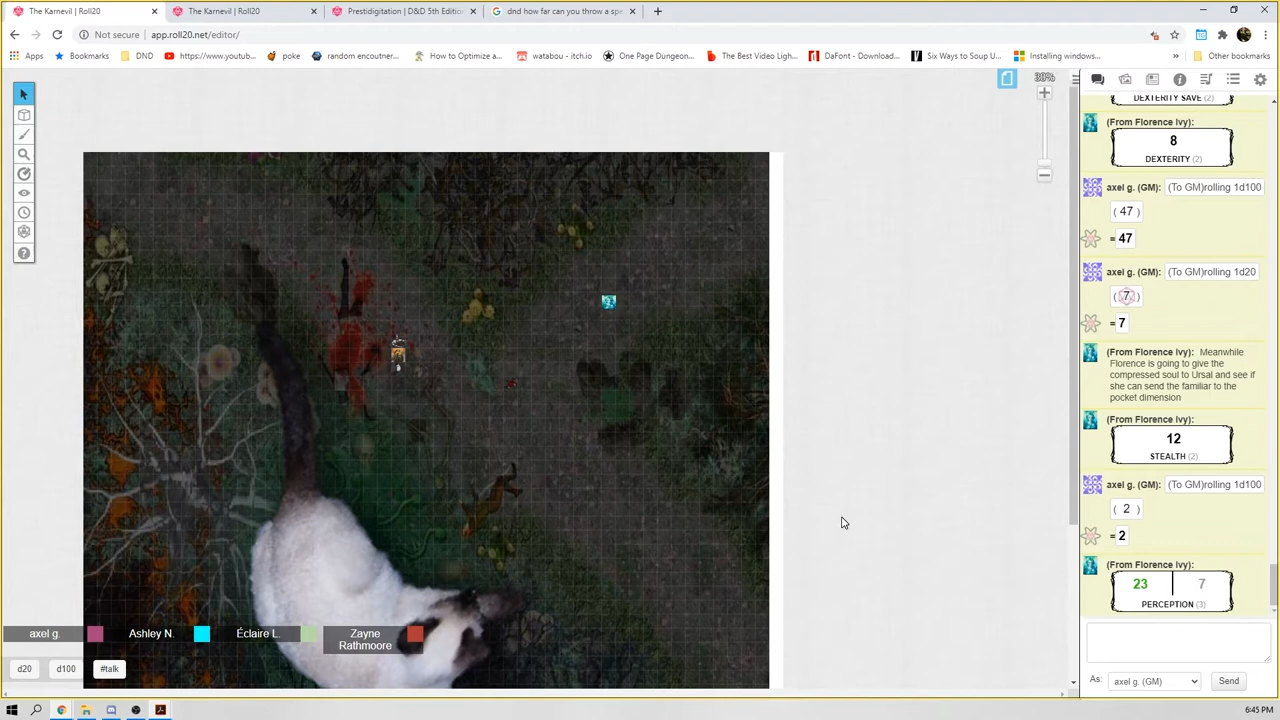 The Karnevil | Roll20
The Karnevil | Roll20
Prestidigitation | D&D 5th Edition
dnd how far can you throw a spe
Not secure | app.roll20.net/editor/
Apps
Bookmarks
DND
https://www.youtub...
poke
random encoutner...
How to Optimize a...
watabou - itch.io
One Page Dungeon...
The Best Video Ligh...
DaFont - Download...
Six Ways to Soup U...
Installing windows...
»
Other bookmarks
30%
DEXTERITY SAVE (2)
(From Florence Ivy):
8
DEXTERITY (2)
axel g. (GM): (To GM)rolling 1d100
( 47 )
= 47
axel g. (GM): (To GM)rolling 1d20
( 7 )
= 7
(From Florence Ivy): Meanwhile
Florence is going to give the
compressed soul to Ursal and see if
she can send the familiar to the
pocket dimension
(From Florence Ivy):
12
STEALTH (2)
axel g. (GM): (To GM)rolling 1d100
( 2 )
= 2
(From Florence Ivy):
23 7
PERCEPTION (3)
axel g.
Ashley N.
Éclaire L.
Zayne
Rathmoore
d20
d100
#talk
As:
axel g. (GM)
Send
6:45 PM